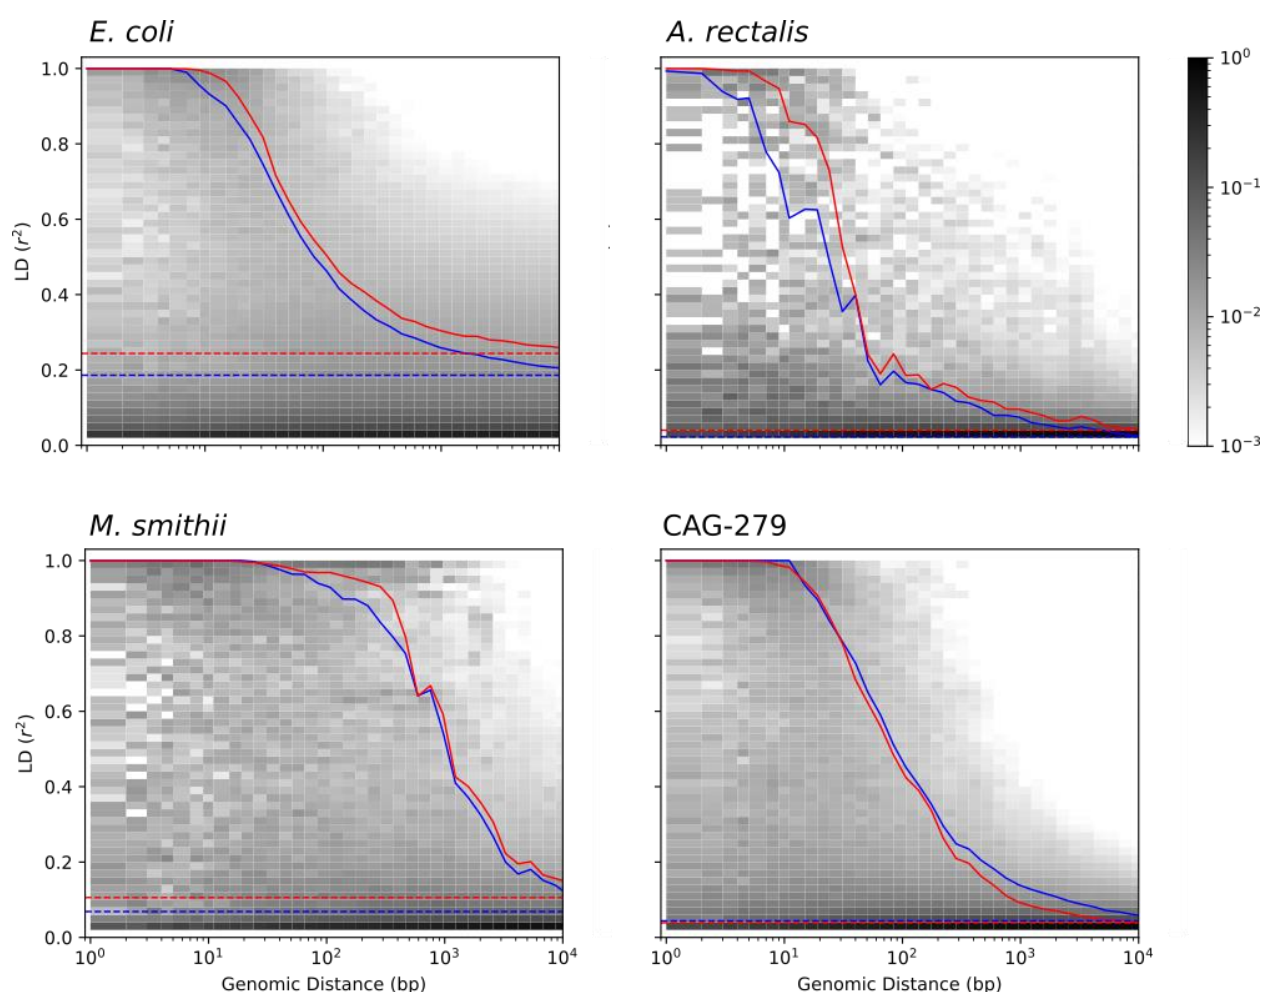 E. coli
A. rectalis
LD (r²)
1.0
0.8
0.6
0.4
0.2
0.0
10⁰
10⁻¹
10⁻²
10⁻³
M. smithii
CAG-279
LD (r²)
1.0
0.8
0.6
0.4
0.2
0.0
10⁰ 10¹ 10² 10³ 10⁴
10⁰ 10¹ 10² 10³ 10⁴
Genomic Distance (bp)
Genomic Distance (bp)